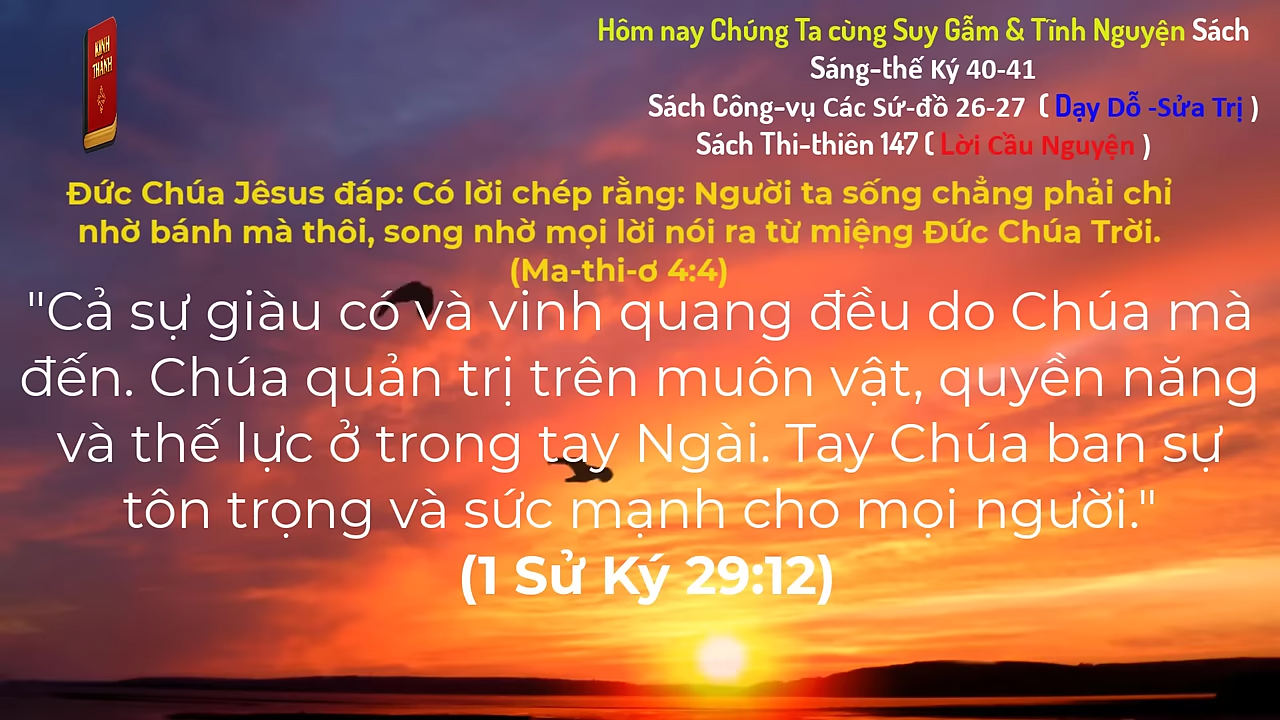 KINH
THÁNH
Hôm nay Chúng Ta cùng Suy Gẫm & Tĩnh Nguyện Sách
Sáng-thế Ký 40-41
Sách Công-vụ Các Sứ-đồ 26-27 ( Dạy Dỗ -Sửa Trị )
Sách Thi-thiên 147 ( Lời Cầu Nguyện )
Đức Chúa Jêsus đáp: Có lời chép rằng: Người ta sống chẳng phải chỉ
nhờ bánh mà thôi, song nhờ mọi lời nói ra từ miệng Đức Chúa Trời.
(Ma-thi-ơ 4:4)
"Cả sự giàu có và vinh quang đều do Chúa mà
đến. Chúa quản trị trên muôn vật, quyền năng
và thế lực ở trong tay Ngài. Tay Chúa ban sự
tôn trọng và sức mạnh cho mọi người."
(1 Sử Ký 29:12)